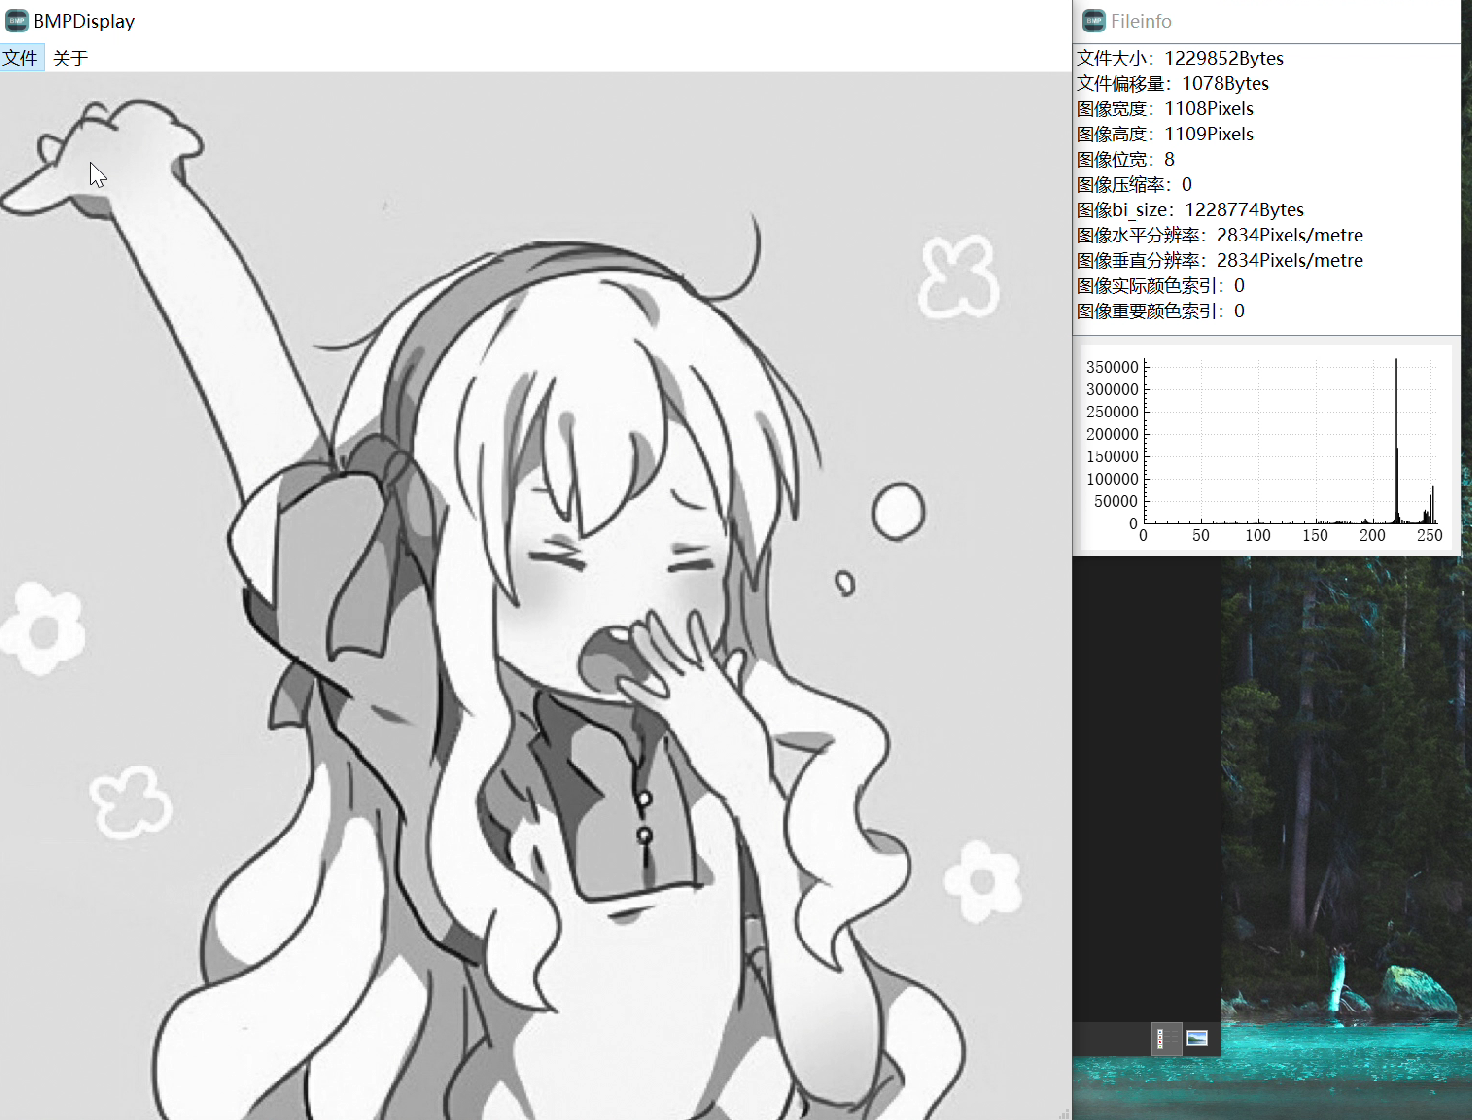 BMPDisplay
文件 关于
BMP Fileinfo
文件大小：1229852Bytes
文件偏移量：1078Bytes
图像宽度：1108Pixels
图像高度：1109Pixels
图像位宽：8
图像压缩率：0
图像bi_size：1228774Bytes
图像水平分辨率：2834Pixels/metre
图像垂直分辨率：2834Pixels/metre
图像实际颜色索引：0
图像重要颜色索引：0
350000
300000
250000
200000
150000
100000
50000
0
0 50 100 150 200 250